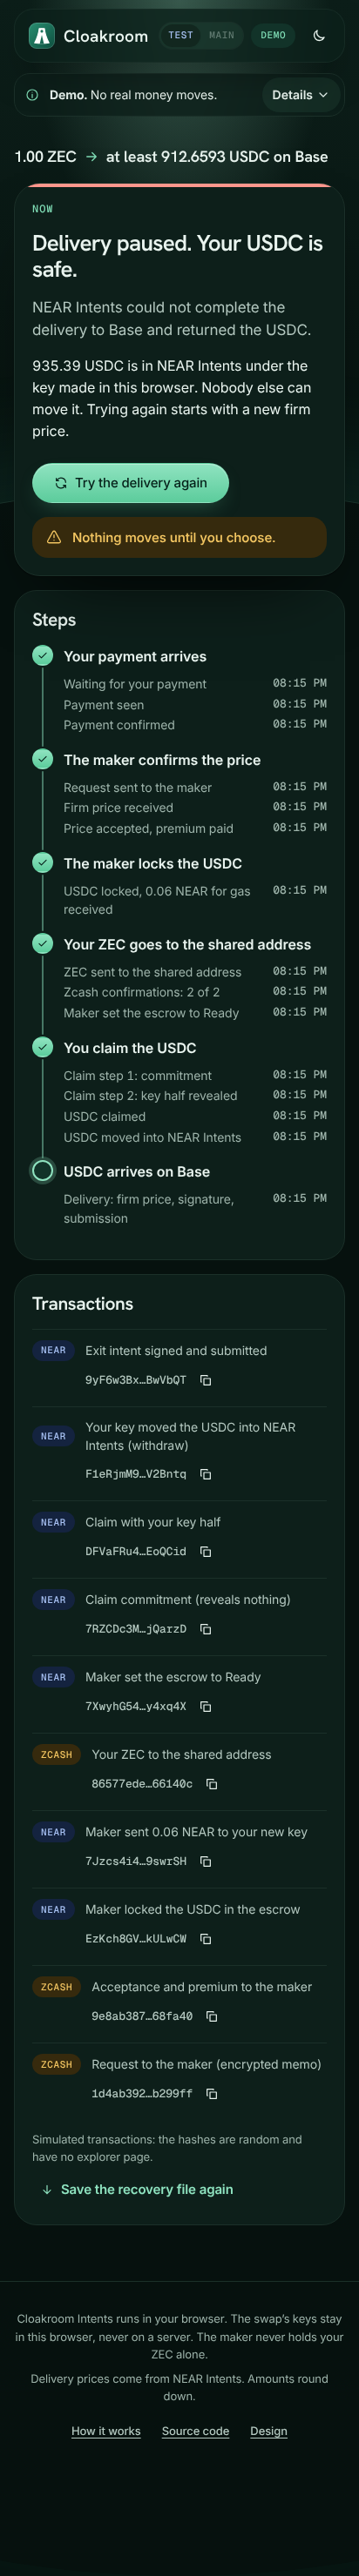 Cloakroom TEST MAIN DEMO
Demo. No real money moves. Details
1.00 ZEC → at least 912.6593 USDC on Base
NOW
Delivery paused. Your USDC is
safe.
NEAR Intents could not complete the
delivery to Base and returned the USDC.
935.39 USDC is in NEAR Intents under the
key made in this browser. Nobody else can
move it. Trying again starts with a new firm
price.
Try the delivery again
Nothing moves until you choose.
Steps
Your payment arrives
Waiting for your payment 08:15 PM
Payment seen 08:15 PM
Payment confirmed 08:15 PM
The maker confirms the price
Request sent to the maker 08:15 PM
Firm price received 08:15 PM
Price accepted, premium paid 08:15 PM
The maker locks the USDC
USDC locked, 0.06 NEAR for gas 08:15 PM
received
Your ZEC goes to the shared address
ZEC sent to the shared address 08:15 PM
Zcash confirmations: 2 of 2 08:15 PM
Maker set the escrow to Ready 08:15 PM
You claim the USDC
Claim step 1: commitment 08:15 PM
Claim step 2: key half revealed 08:15 PM
USDC claimed 08:15 PM
USDC moved into NEAR Intents 08:15 PM
USDC arrives on Base
Delivery: firm price, signature, 08:15 PM
submission
Transactions
NEAR Exit intent signed and submitted
9yF6w3Bx…BwVbQT
NEAR Your key moved the USDC into NEAR
Intents (withdraw)
F1eRjmM9…V2Bntq
NEAR Claim with your key half
DFVaFRu4…EoQCid
NEAR Claim commitment (reveals nothing)
7RZCDc3M…jQarzD
NEAR Maker set the escrow to Ready
7XwyhG54…y4xq4X
ZCASH Your ZEC to the shared address
86577ede…66140c
NEAR Maker sent 0.06 NEAR to your new key
7Jzcs4i4…9swrSH
NEAR Maker locked the USDC in the escrow
EzKch8GV…kULwCW
ZCASH Acceptance and premium to the maker
9e8ab387…68fa40
ZCASH Request to the maker (encrypted memo)
1d4ab392…b299ff
Simulated transactions: the hashes are random and
have no explorer page.
Save the recovery file again
Cloakroom Intents runs in your browser. The swap's keys stay
in this browser, never on a server. The maker never holds your
ZEC alone.
Delivery prices come from NEAR Intents. Amounts round
down.
How it works Source code Design